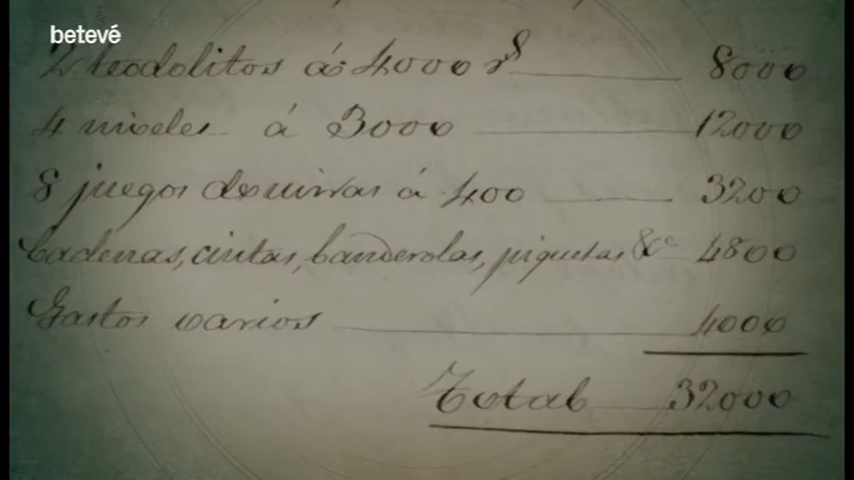 betevé
2 teodolitos á 4000 rs 8000
4 niveles á 3000 12000
8 juegos de miras á 400 3200
Cadenas, cintas, banderolas, piquetas &c 4800
Gastos varios 4000
Total 32000